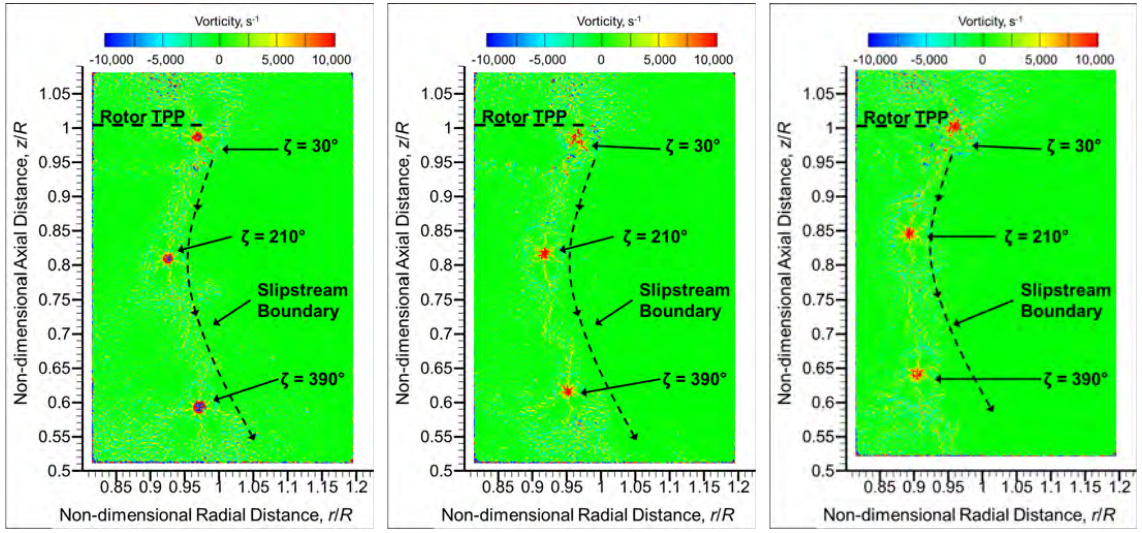 Vorticity, s⁻¹
-10,000 -5,000 0 5,000 10,000
Non-dimensional Axial Distance, z/R
1.05
1
0.95
0.9
0.85
0.8
0.75
0.7
0.65
0.6
0.55
0.5
Rotor TPP
ζ = 30°
ζ = 210°
Slipstream
Boundary
ζ = 390°
0.85 0.9 0.95 1 1.05 1.1 1.15 1.2
Non-dimensional Radial Distance, r/R
Vorticity, s⁻¹
-10,000 -5,000 0 5,000 10,000
Non-dimensional Axial Distance, z/R
1.05
1
0.95
0.9
0.85
0.8
0.75
0.7
0.65
0.6
0.55
0.5
Rotor TPP
ζ = 30°
ζ = 210°
Slipstream
Boundary
ζ = 390°
0.85 0.9 0.95 1 1.05 1.1 1.15 1.2
Non-dimensional Radial Distance, r/R
Vorticity, s⁻¹
-10,000 -5,000 0 5,000 10,000
Non-dimensional Axial Distance, z/R
1.05
1
0.95
0.9
0.85
0.8
0.75
0.7
0.65
0.6
0.55
0.5
Rotor TPP
ζ = 30°
ζ = 210°
Slipstream
Boundary
ζ = 390°
0.85 0.9 0.95 1 1.05 1.1 1.15 1.2
Non-dimensional Radial Distance, r/R